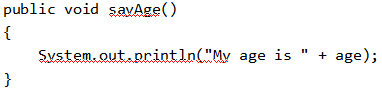 public void sayAge()
{
    System.out.println("My age is " + age);
}